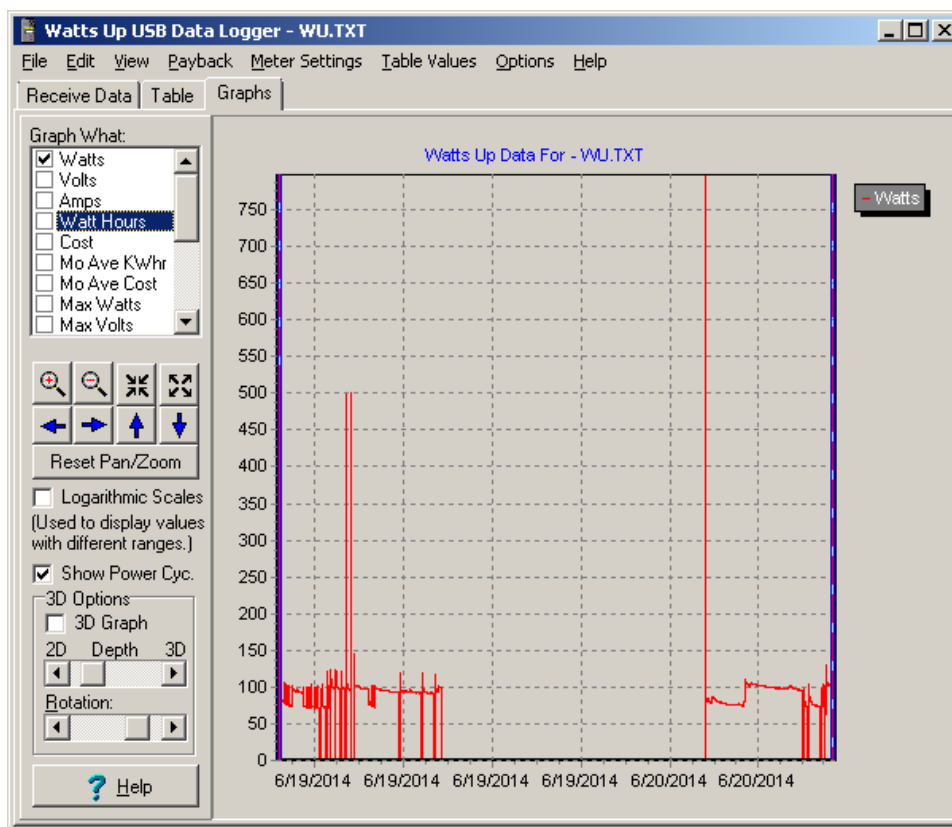 Watts Up USB Data Logger - WU.TXT
File Edit View Payback Meter Settings Table Values Options Help
Receive Data Table Graphs
Graph What:
Watts
Volts
Amps
Watt Hours
Cost
Mo Ave KWhr
Mo Ave Cost
Max Watts
Max Volts
Reset Pan/Zoom
Logarithmic Scales
(Used to display values
with different ranges.)
Show Power Cyc.
3D Options
3D Graph
2D Depth 3D
Rotation:
? Help
Watts Up Data For - WU.TXT
750
700
650
600
550
500
450
400
350
300
250
200
150
100
50
0
6/19/2014 6/19/2014 6/19/2014 6/19/2014 6/20/2014 6/20/2014
Watts